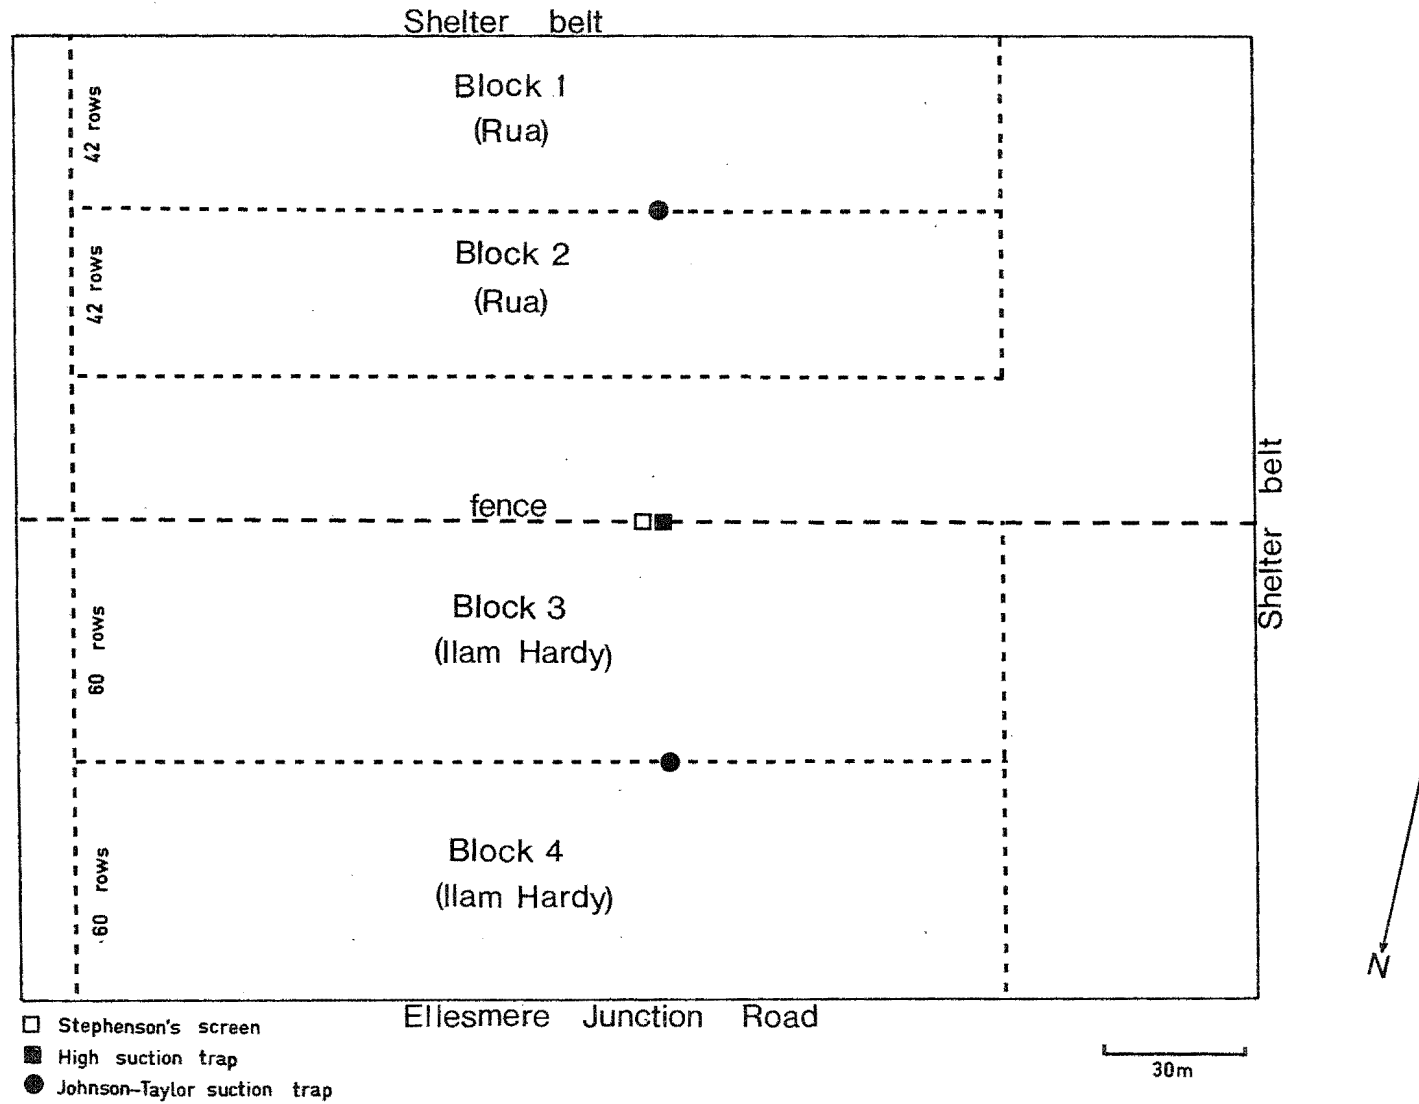 Shelter belt
Block 1
(Rua)
42 rows
Block 2
(Rua)
42 rows
fence
Shelter belt
Block 3
(Ilam Hardy)
60 rows
Block 4
(Ilam Hardy)
60 rows
N
Ellesmere Junction Road
Stephenson's screen
High suction trap
Johnson-Taylor suction trap
30m